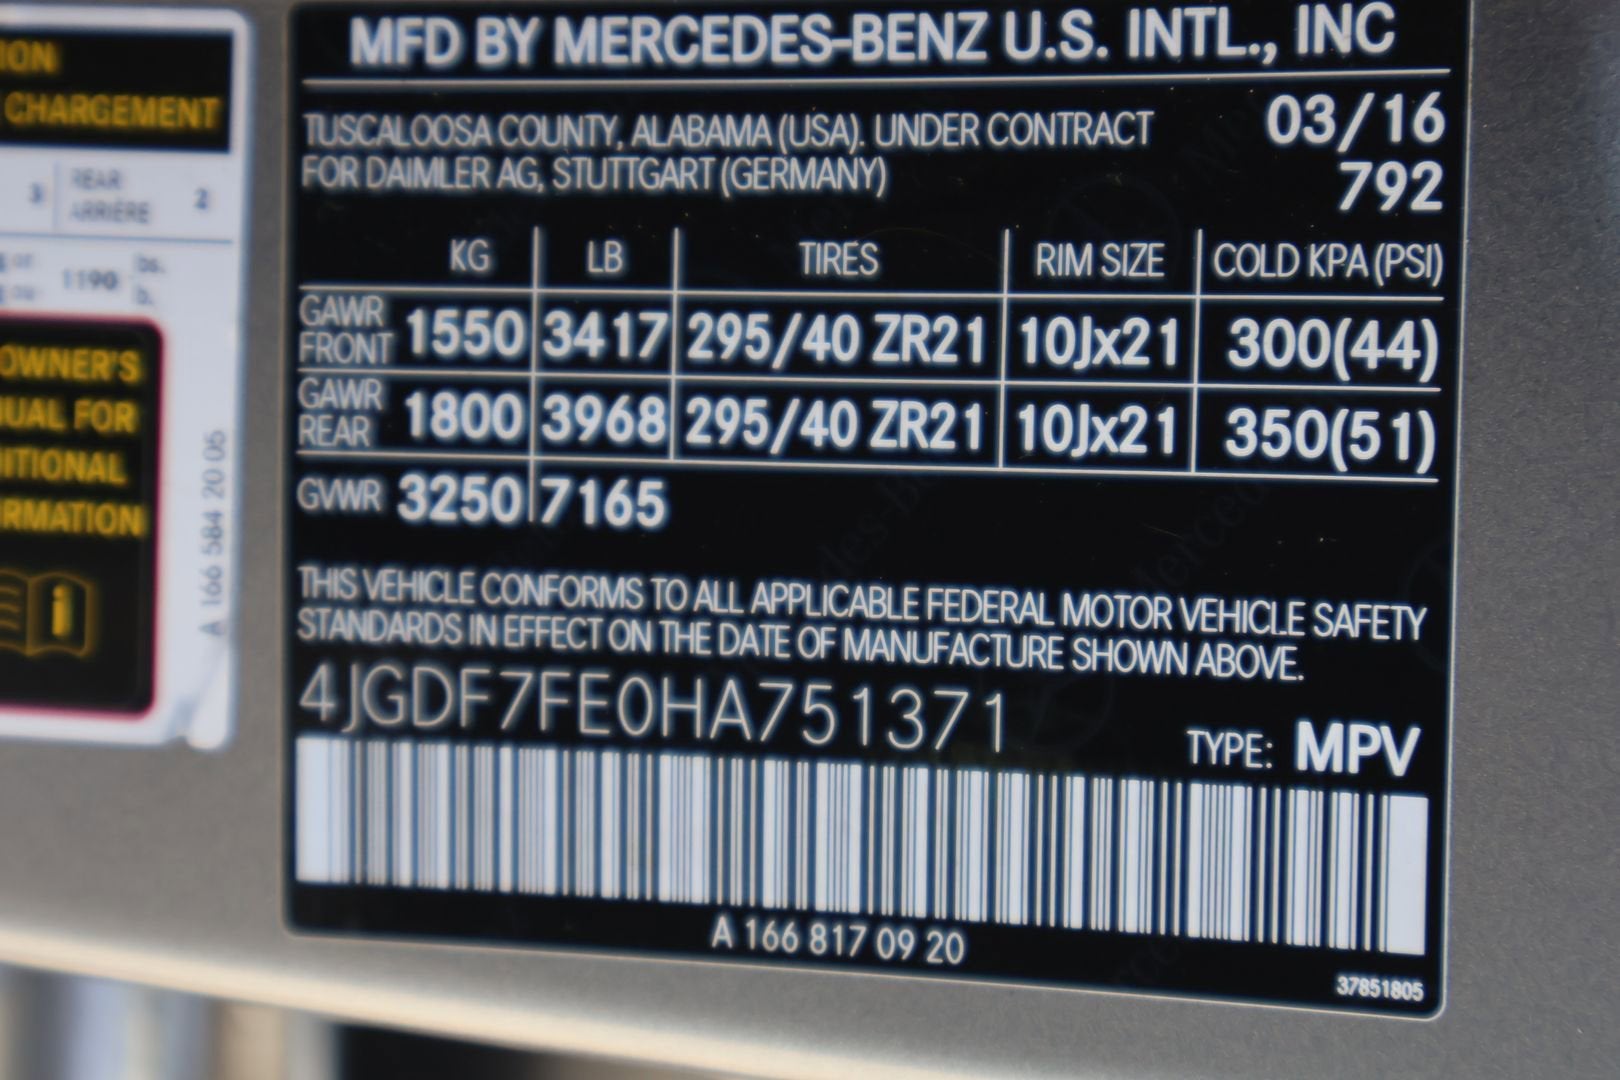 ION
CHARGEMENT
3 REAR 2
ARRIÈRE
1190
OWNER'S
UAL FOR
ITIONAL
RMATION
i
A 166 584 20 05
MFD BY MERCEDES-BENZ U.S. INTL., INC
TUSCALOOSA COUNTY, ALABAMA (USA). UNDER CONTRACT 03/16
FOR DAIMLER AG, STUTTGART (GERMANY) 792
KG LB TIRES RIM SIZE COLD KPA (PSI)
GAWR FRONT 1550 3417 295/40 ZR21 10Jx21 300(44)
GAWR REAR 1800 3968 295/40 ZR21 10Jx21 350(51)
GVWR 3250 7165
THIS VEHICLE CONFORMS TO ALL APPLICABLE FEDERAL MOTOR VEHICLE SAFETY
STANDARDS IN EFFECT ON THE DATE OF MANUFACTURE SHOWN ABOVE.
4JGDF7FE0HA751371
TYPE: MPV
A 166 817 09 20
37851805